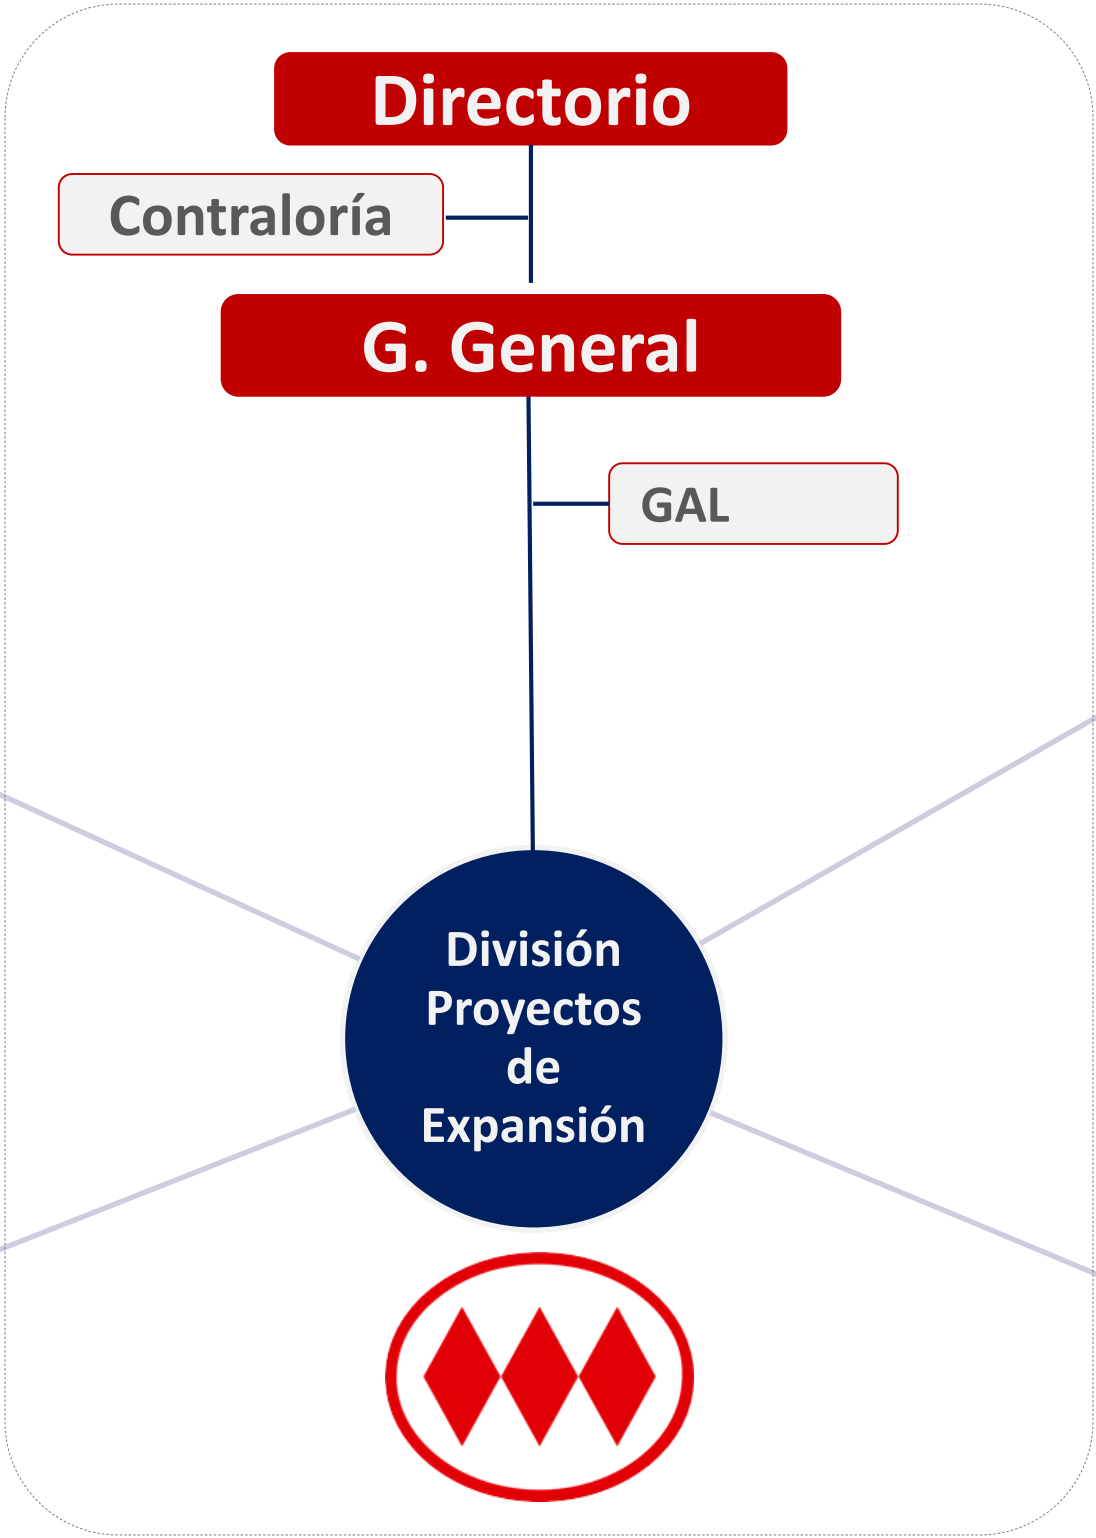 Directorio
Contraloría
G. General
GAL
División
Proyectos
de
Expansión